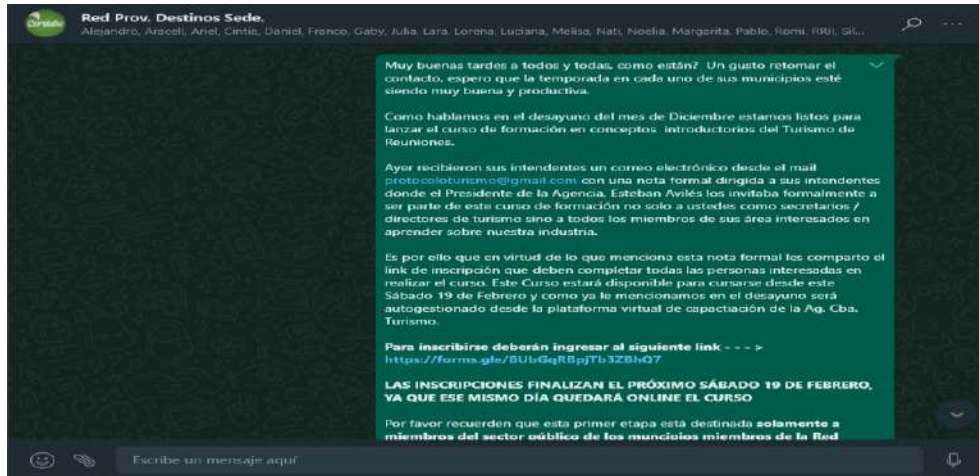 Córdoba
Red Prov. Destinos Sede.
Alejandro, Araceli, Ariel, Cintia, Daniel, Franco, Gaby, Julia, Lara, Lorena, Luciana, Melisa, Nati, Noelia, Margarita, Pablo, Romi, RRII, Sil...
Muy buenas tardes a todos y todas, como están? Un gusto retomar el
contacto, espero que la temporada en cada uno de sus municipios esté
siendo muy buena y productiva.
Como hablamos en el desayuno del mes de Diciembre estamos listos para
lanzar el curso de formación en conceptos introductorios del Turismo de
Reuniones.
Ayer recibieron sus intendentes un correo electrónico desde el mail
protocoloturismo@gmail.com con una nota formal dirigida a sus intendentes
donde el Presidente de la Agencia, Esteban Avilés los invitaba formalmente a
ser parte de este curso de formación no solo a ustedes como secretarios /
directores de turismo sino a todos los miembros de sus área interesados en
aprender sobre nuestra industria.
Es por ello que en virtud de lo que menciona esta nota formal les comparto el
link de inscripción que deben completar todas las personas interesadas en
realizar el curso. Este Curso estará disponible para cursarse desde este
Sábado 19 de Febrero y como ya le mencionamos en el desayuno será
autogestionado desde la plataforma virtual de capactiación de la Ag. Cba.
Turismo.
Para inscribirse deberán ingresar al siguiente link - - - >
https://forms.gle/BUbGqRBpjTb3ZBhQ7
LAS INSCRIPCIONES FINALIZAN EL PRÓXIMO SÁBADO 19 DE FEBRERO,
YA QUE ESE MISMO DÍA QUEDARÁ ONLINE EL CURSO
Por favor recuerden que esta primer etapa está destinada solamente a
miembros del sector público de los muncipios miembros de la Red
Escribe un mensaje aquí